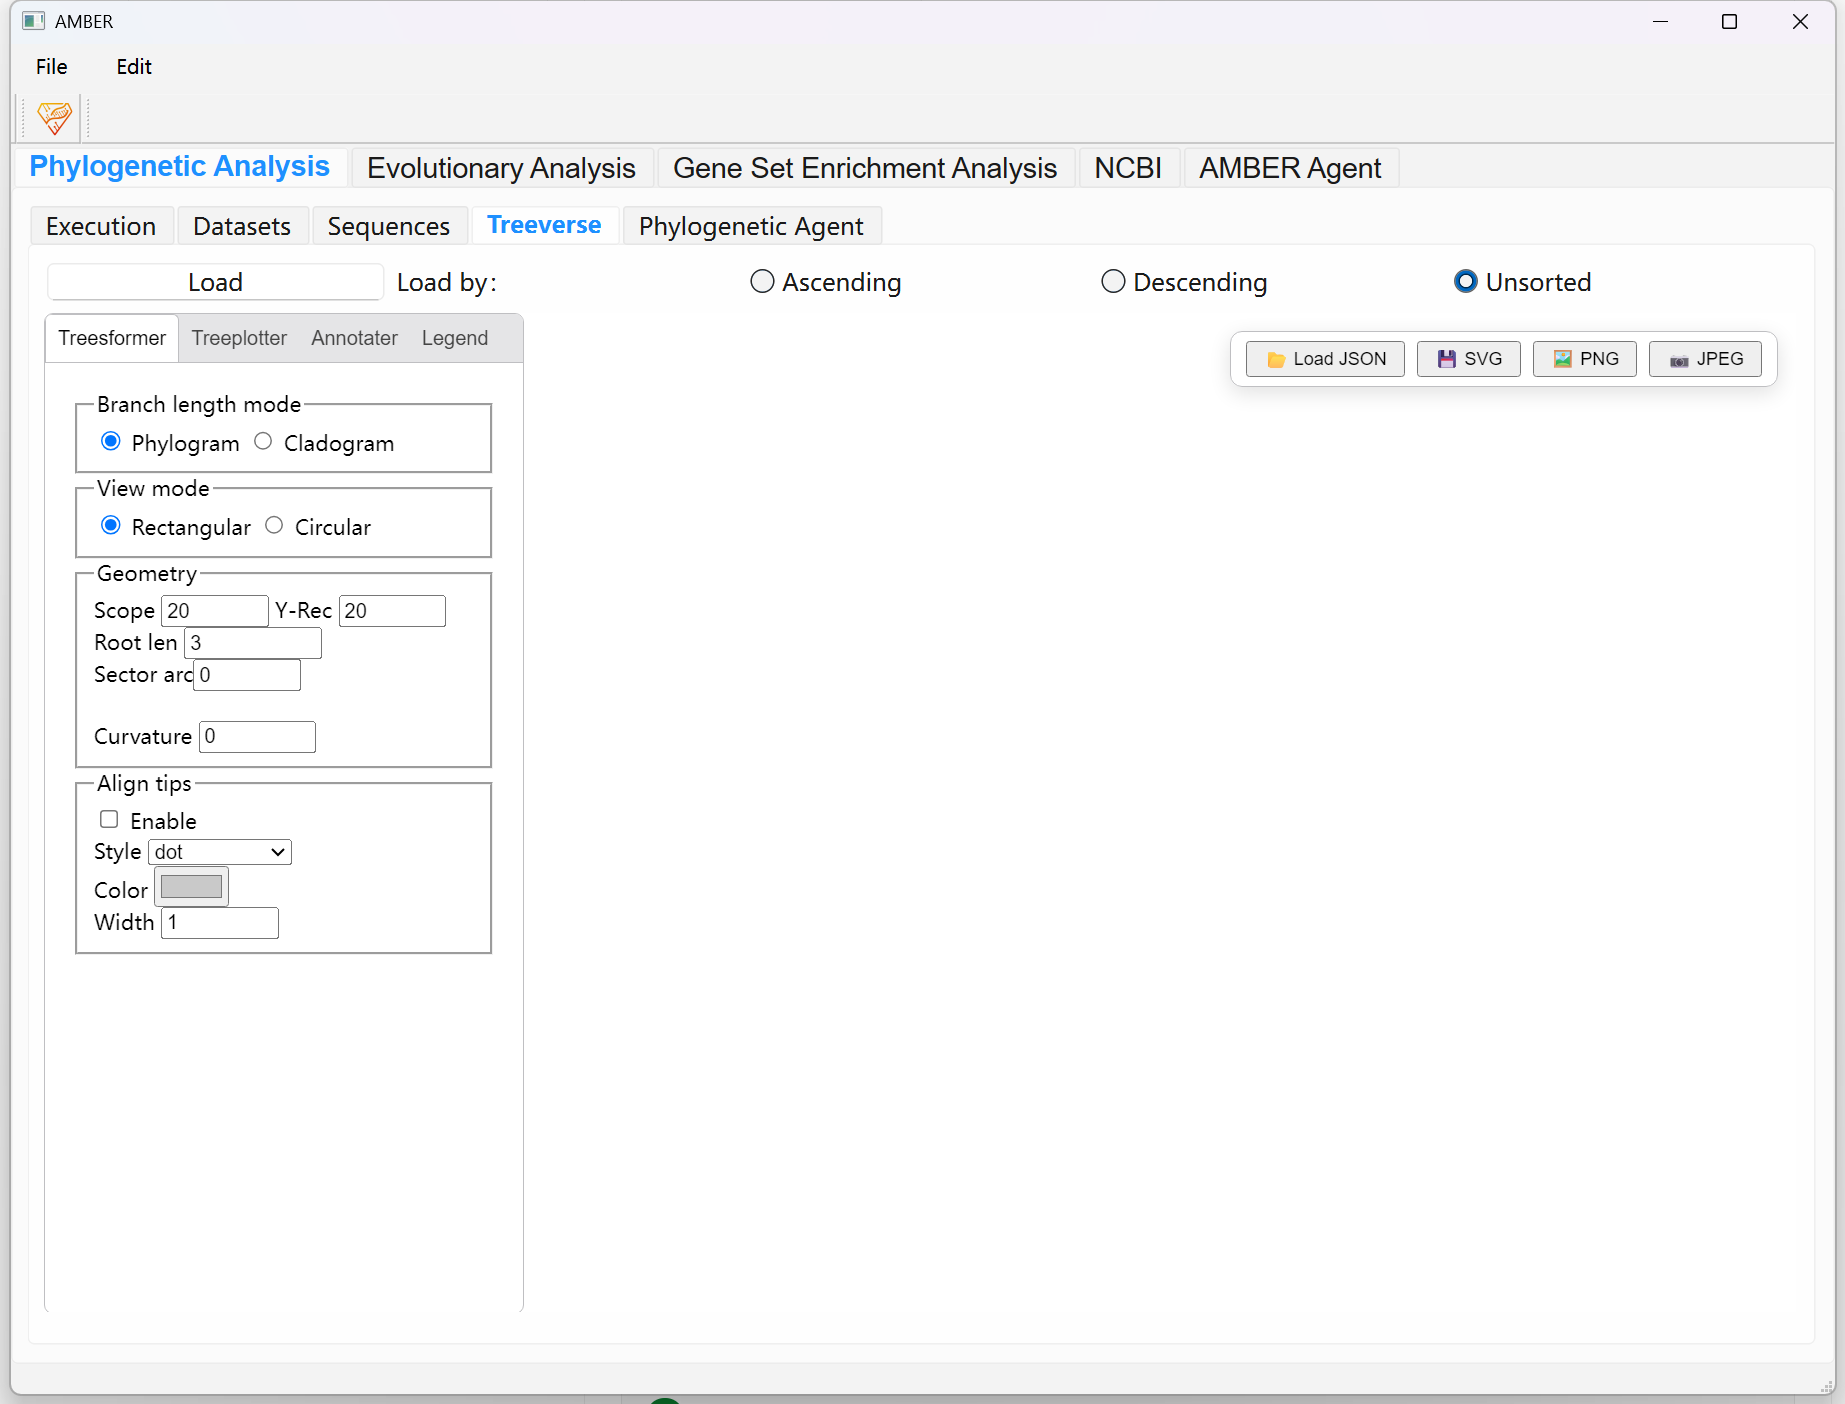 AMBER
File Edit
Phylogenetic Analysis Evolutionary Analysis Gene Set Enrichment Analysis NCBI AMBER Agent
Execution Datasets Sequences Treeverse Phylogenetic Agent
Load Load by: Ascending Descending Unsorted
Treesformer Treeplotter Annotater Legend
Load JSON SVG PNG JPEG
Branch length mode
Phylogram Cladogram
View mode
Rectangular Circular
Geometry
Scope 20 Y-Rec 20
Root len 3
Sector arc 0
Curvature 0
Align tips
Enable
Style dot
Color
Width 1